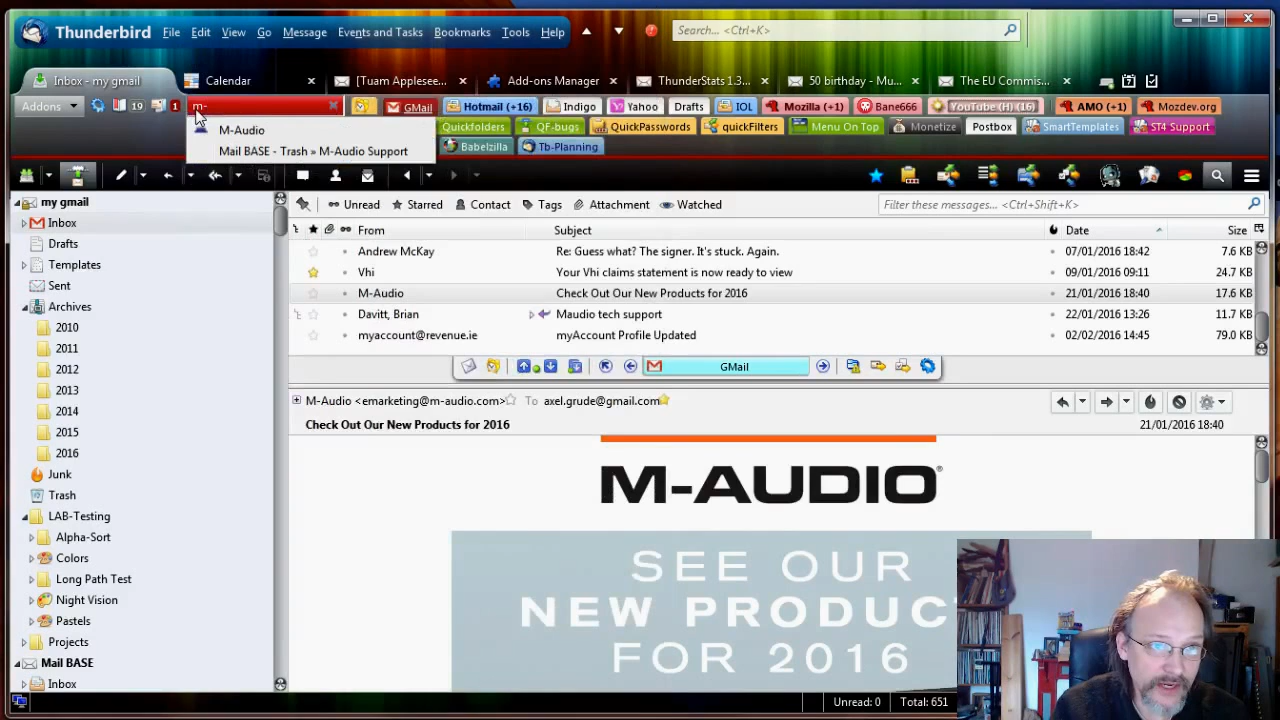 Thunderbird File Edit View Go Message Events and Tasks Bookmarks Tools Help Search... <Ctrl+K>
Inbox - my gmail Calendar [Tuam Applesee... Add-ons Manager ThunderStats 1.3... 50 birthday - Mu... The EU Commis...
Addons 19 1 m- GMail Hotmail (+16) Indigo Yahoo Drafts IOL Mozilla (+1) Bane666 YouTube (H) (16) AMO (+1) Mozdev.org
M-Audio Quickfolders QF-bugs QuickPasswords quickFilters Menu On Top Monetize Postbox SmartTemplates ST4 Support
Mail BASE - Trash » M-Audio Support Babelzilla Tb-Planning
my gmail
Inbox
Drafts
Templates
Sent
Archives
2010
2011
2012
2013
2014
2015
2016
Junk
Trash
LAB-Testing
Alpha-Sort
Colors
Long Path Test
Night Vision
Pastels
Projects
Mail BASE
Inbox
Unread Starred Contact Tags Attachment Watched Filter these messages... <Ctrl+Shift+K>
From Subject Date Size
Andrew McKay Re: Guess what? The signer. It's stuck. Again. 07/01/2016 18:42 7.6 KB
Vhi Your Vhi claims statement is now ready to view 09/01/2016 09:11 24.7 KB
M-Audio Check Out Our New Products for 2016 21/01/2016 18:40 17.6 KB
Davitt, Brian Maudio tech support 22/01/2016 13:26 11.7 KB
myaccount@revenue.ie myAccount Profile Updated 02/02/2016 14:45 79.0 KB
GMail
M-Audio <emarketing@m-audio.com> To axel.grude@gmail.com
Check Out Our New Products for 2016 21/01/2016 18:40
M-AUDIO®
SEE OUR
NEW PRODUC
FOR 2016
Unread: 0 Total: 651